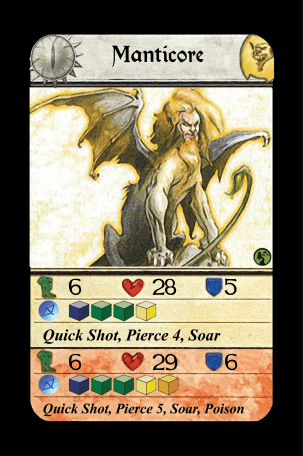 Manticore
6 28 5
Quick Shot, Pierce 4, Soar
6 29 6
Quick Shot, Pierce 5, Soar, Poison